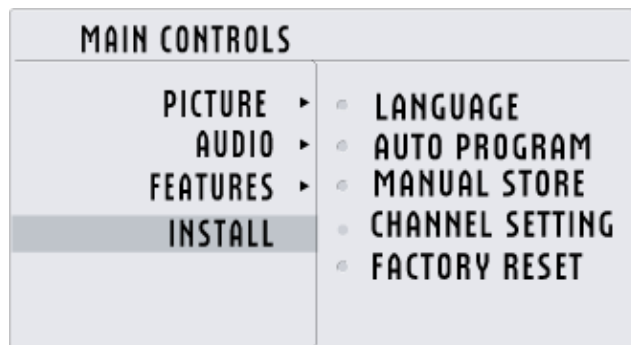 MAIN CONTROLS
PICTURE
AUDIO
FEATURES
INSTALL
LANGUAGE
AUTO PROGRAM
MANUAL STORE
CHANNEL SETTING
FACTORY RESET